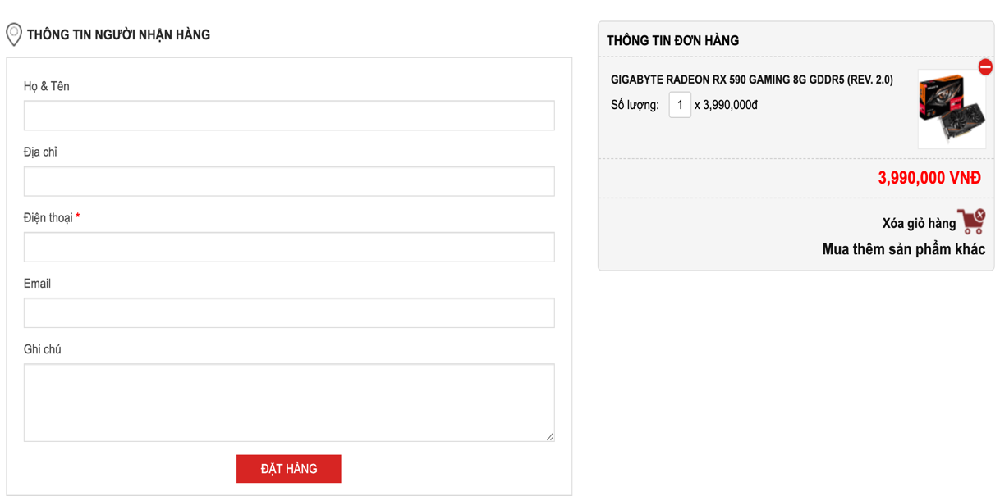 THÔNG TIN NGƯỜI NHẬN HÀNG
Họ & Tên
Địa chỉ
Điện thoại *
Email
Ghi chú
ĐẶT HÀNG
THÔNG TIN ĐƠN HÀNG
GIGABYTE RADEON RX 590 GAMING 8G GDDR5 (REV. 2.0)
Số lượng: 1 x 3,990,000đ
3,990,000 VNĐ
Xóa giỏ hàng
Mua thêm sản phẩm khác